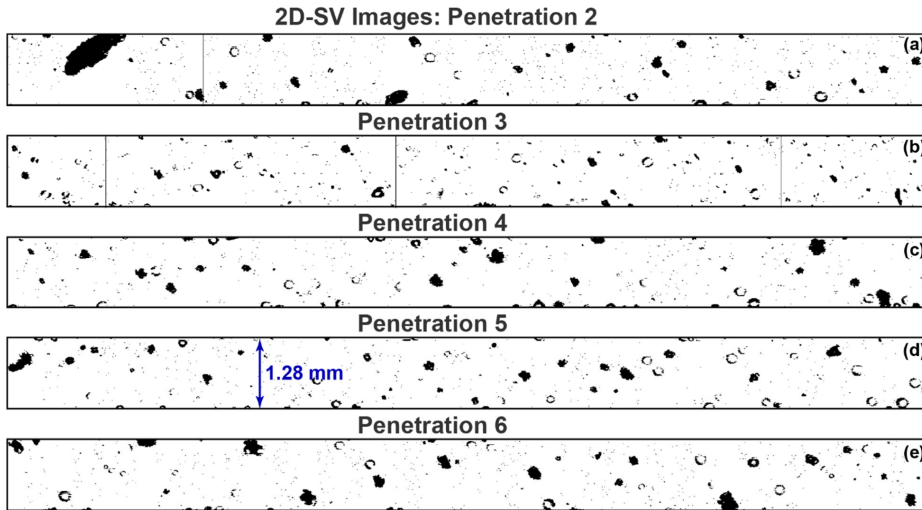 2D-SV Images: Penetration 2
(a)
Penetration 3
(b)
Penetration 4
(c)
Penetration 5
(d)
1.28 mm
Penetration 6
(e)